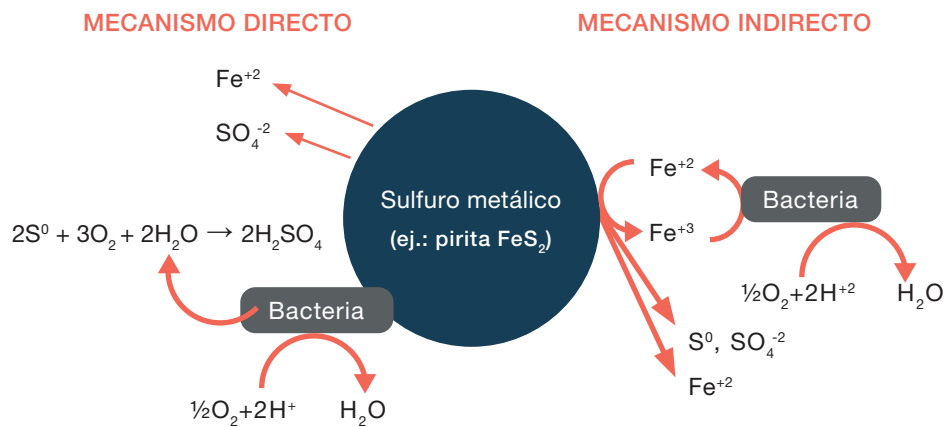 MECANISMO DIRECTO
MECANISMO INDIRECTO
Fe⁺²
SO₄⁻²
2S⁰ + 3O₂ + 2H₂O → 2H₂SO₄
Bacteria
½O₂+2H⁺
H₂O
Sulfuro metálico
(ej.: pirita FeS₂)
Fe⁺²
Fe⁺³
Bacteria
½O₂+2H⁺²
H₂O
S⁰, SO₄⁻²
Fe⁺²